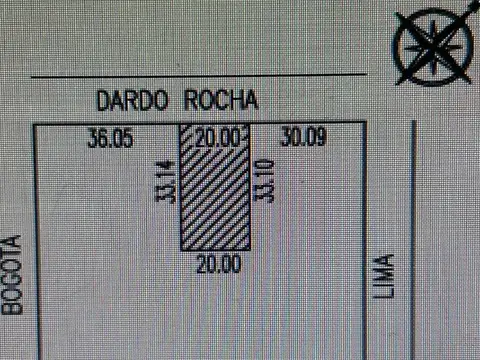 DARDO ROCHA
36.05 20.00 30.09
33.14
33.10
20.00
BOGOTA
LIMA